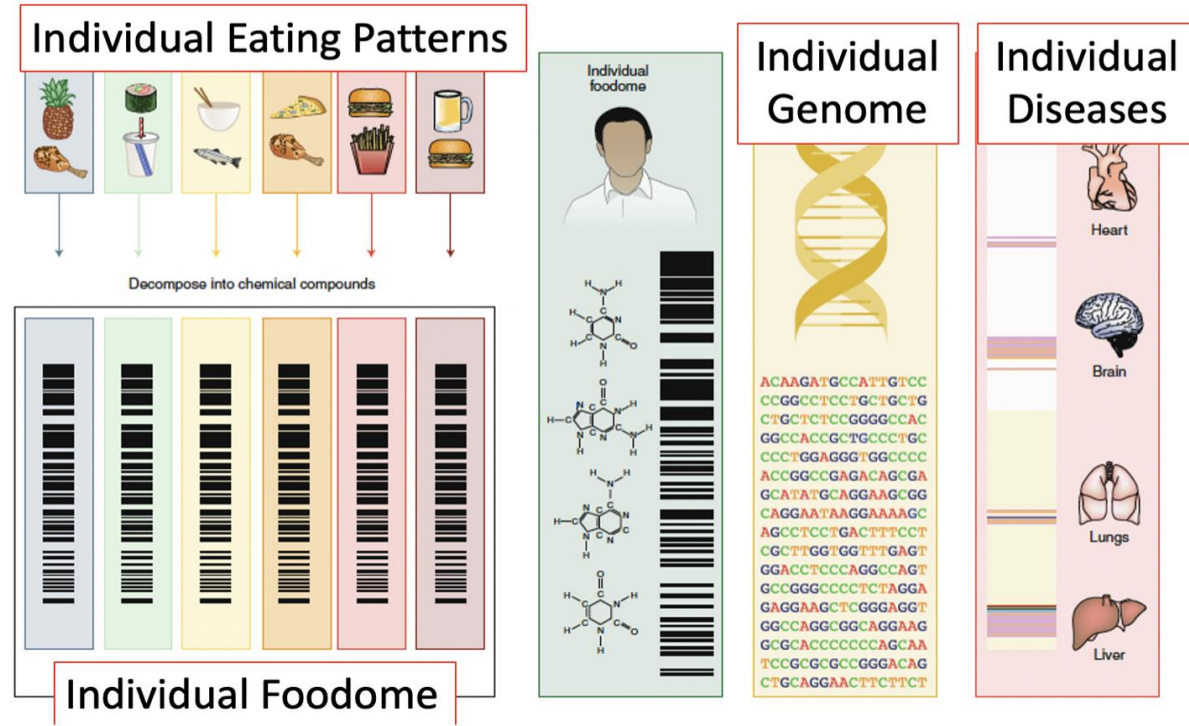 Individual Eating Patterns
Decompose into chemical compounds
Individual Foodome
Individual
foodome
H
H
N
C
H
C
N
C
H
N
C
O
H
O
N
C
C
N
H
H
C
C
C
N
N
H
N
H
H
H
H
N
C
N
C
N
H
C
C
C
N
N
H
O
C
H
C
N
H
C
H
N
C
O
H
Individual
Genome
ACAAGATGCCATTGTCC
CCGGCCTCCTGCTGCTG
CTGCTCTCCGGGGCCAC
GGCCACCGCTGCCCTGC
CCCTGGAGGGTGGCCCC
ACCGGCCGAGACAGCGA
GCATATGCAGGAAGCGG
CAGGAATAAGGAAAAGC
AGCCTCCTGACTTTCCT
CGCTTGGTGGTTTGAGT
GGACCTCCCAGGCCAGT
GCCGGGCCCCTCTAGGA
GAGGAAGCTCGGGAGGT
GGCCAGGCGGCAGGAAG
GCGCACCCCCCCAGCAA
TCCGCGCGCCGGGACAG
CTGCAGGAACTTCTTCT
Individual
Diseases
Heart
Brain
Lungs
Liver